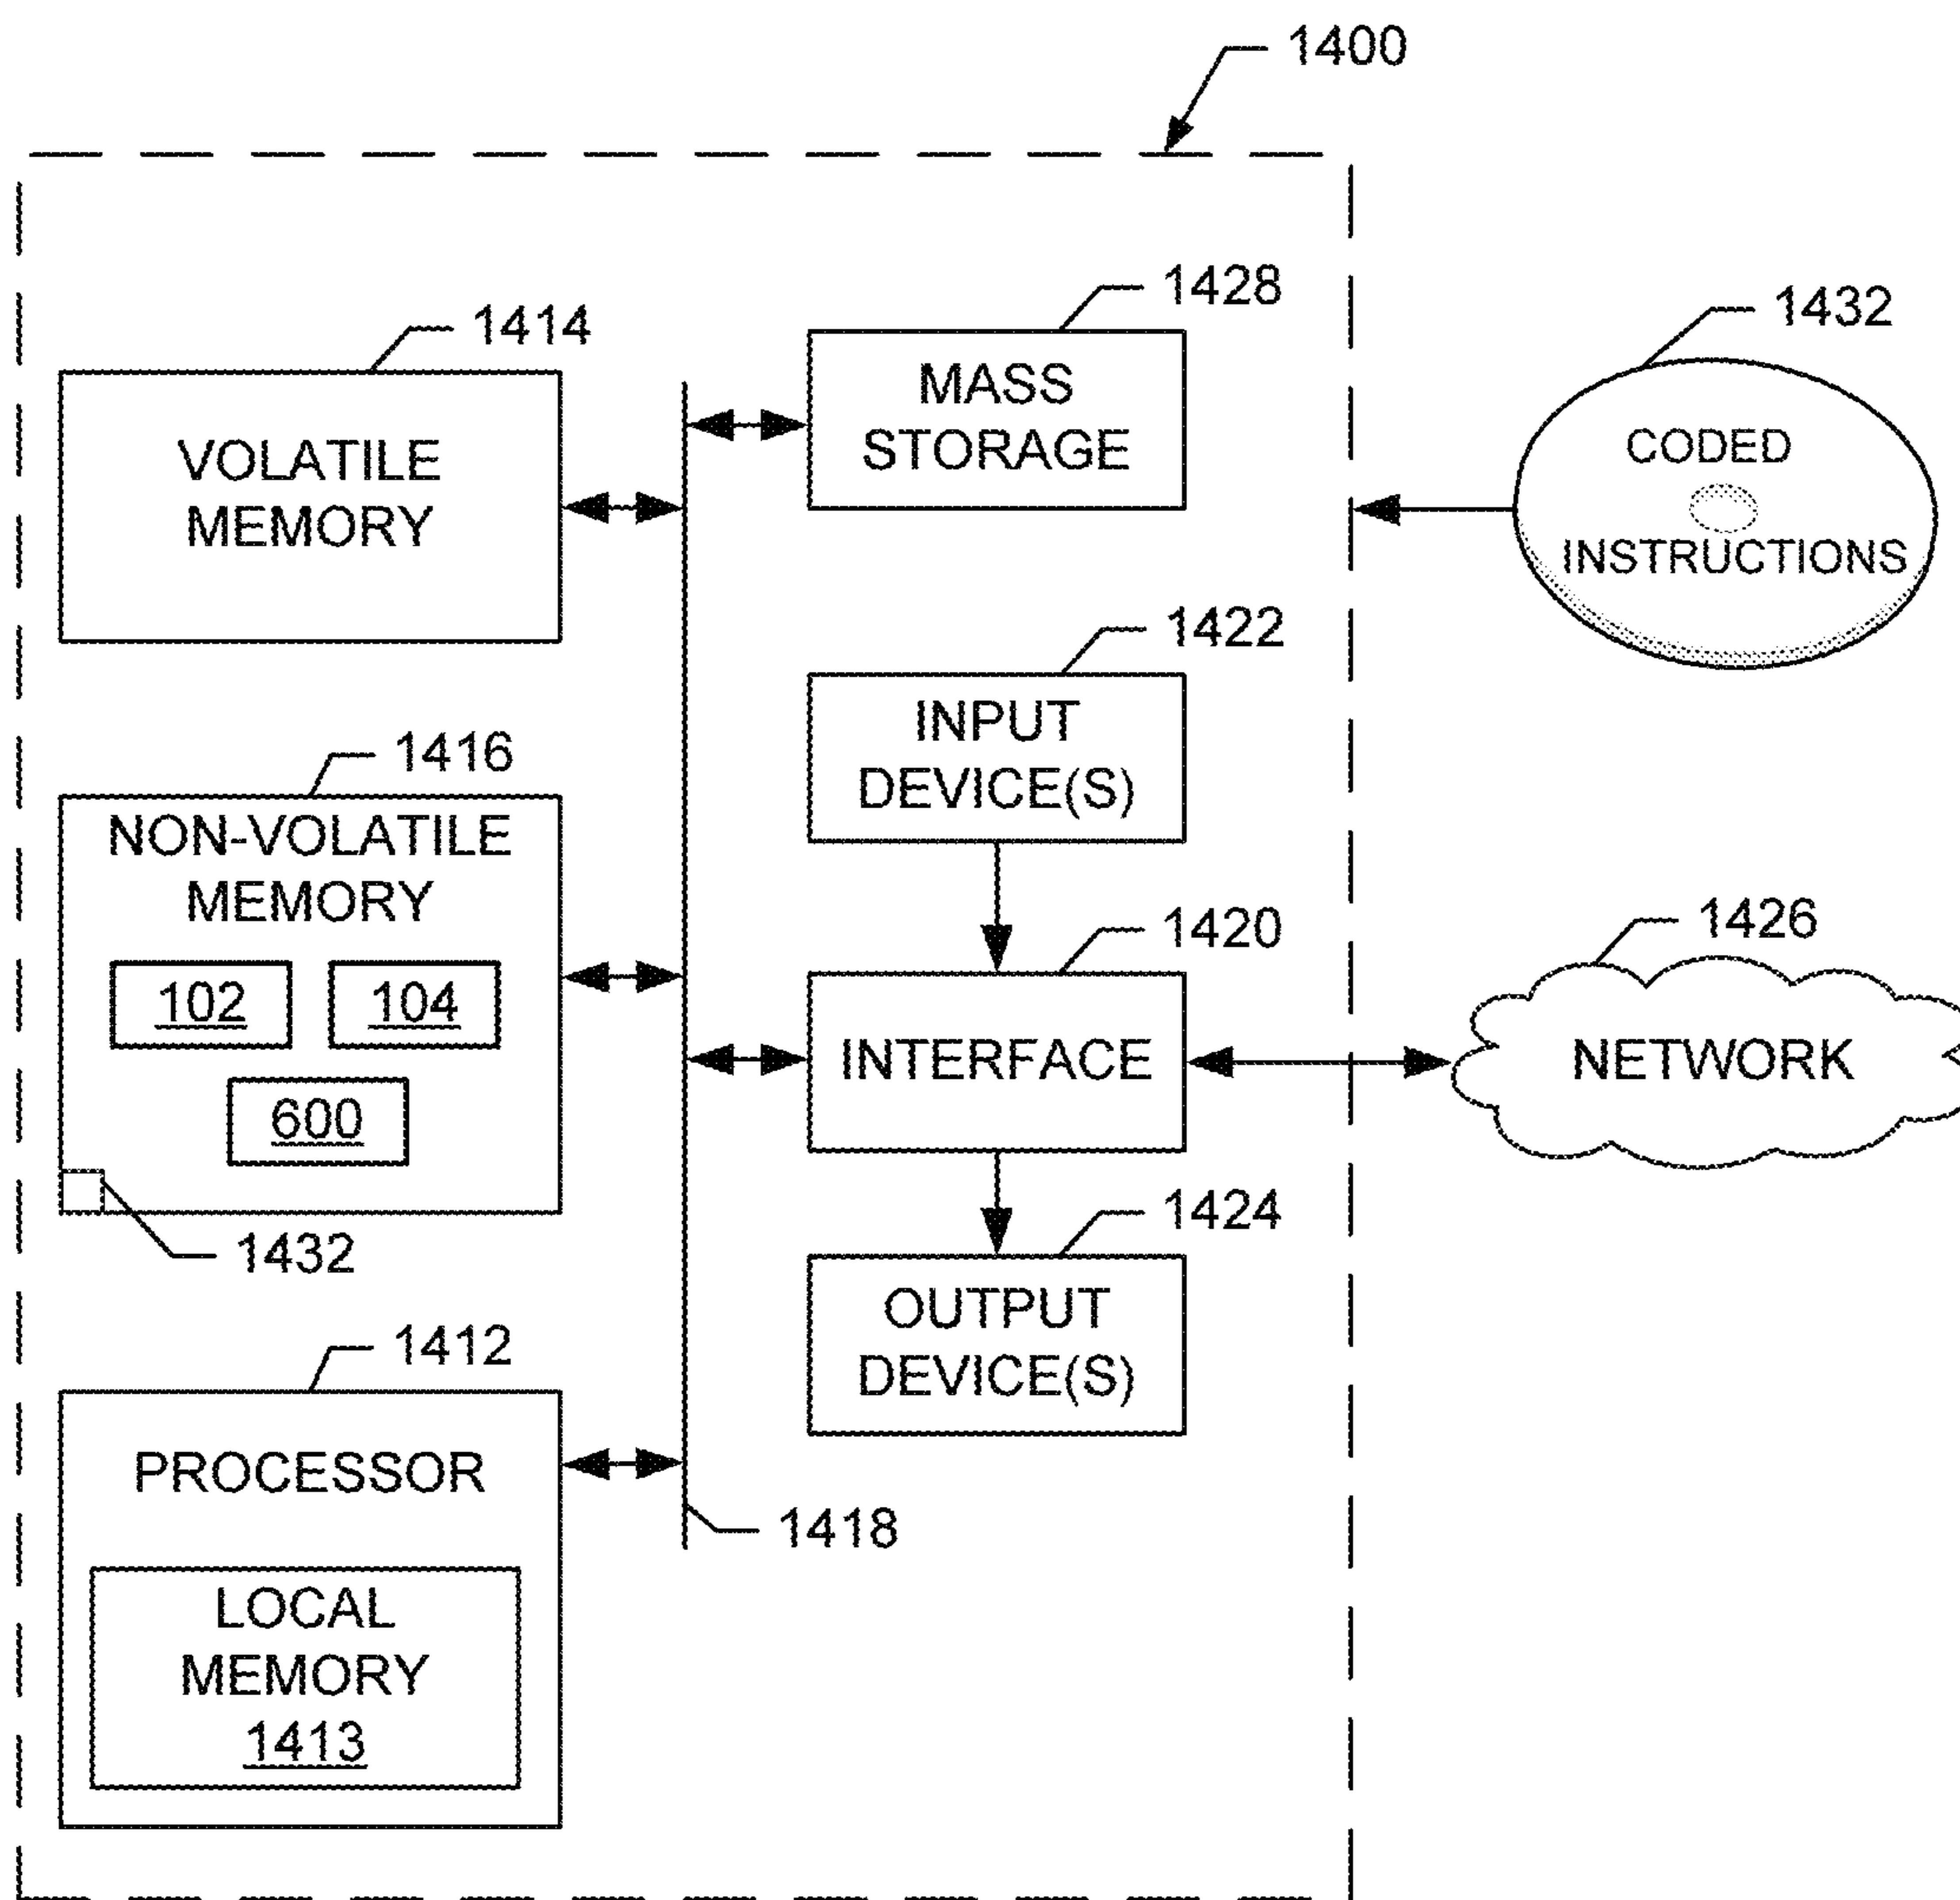 1400
1428
1414
1432
MASS
STORAGE
VOLATILE
MEMORY
CODED
INSTRUCTIONS
1422
INPUT
DEVICE(S)
1416
NON-VOLATILE
MEMORY
102
104
600
1432
1420
INTERFACE
1426
NETWORK
1424
OUTPUT
DEVICE(S)
1412
PROCESSOR
1418
LOCAL
MEMORY
1413